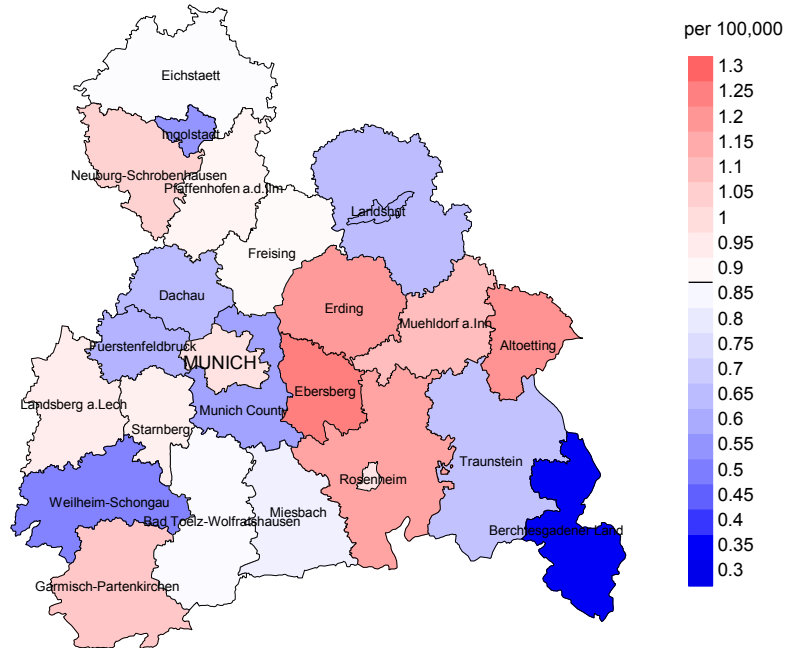 per 100,000
Eichstaett
Ingolstadt
Neuburg-Schrobenhausen
Pfaffenhofen a.d.Ilm
Landshut
Freising
Dachau
Erding
Muehldorf a.Inn
Altoetting
Fuerstenfeldbruck
MUNICH
Ebersberg
Landsberg a.Lech
Munich County
Starnberg
Traunstein
Rosenheim
Weilheim-Schongau
Miesbach
Bad Toelz-Wolfratshausen
Berchtesgadener Land
Garmisch-Partenkirchen
1.3
1.25
1.2
1.15
1.1
1.05
1
0.95
0.9
0.85
0.8
0.75
0.7
0.65
0.6
0.55
0.5
0.45
0.4
0.35
0.3